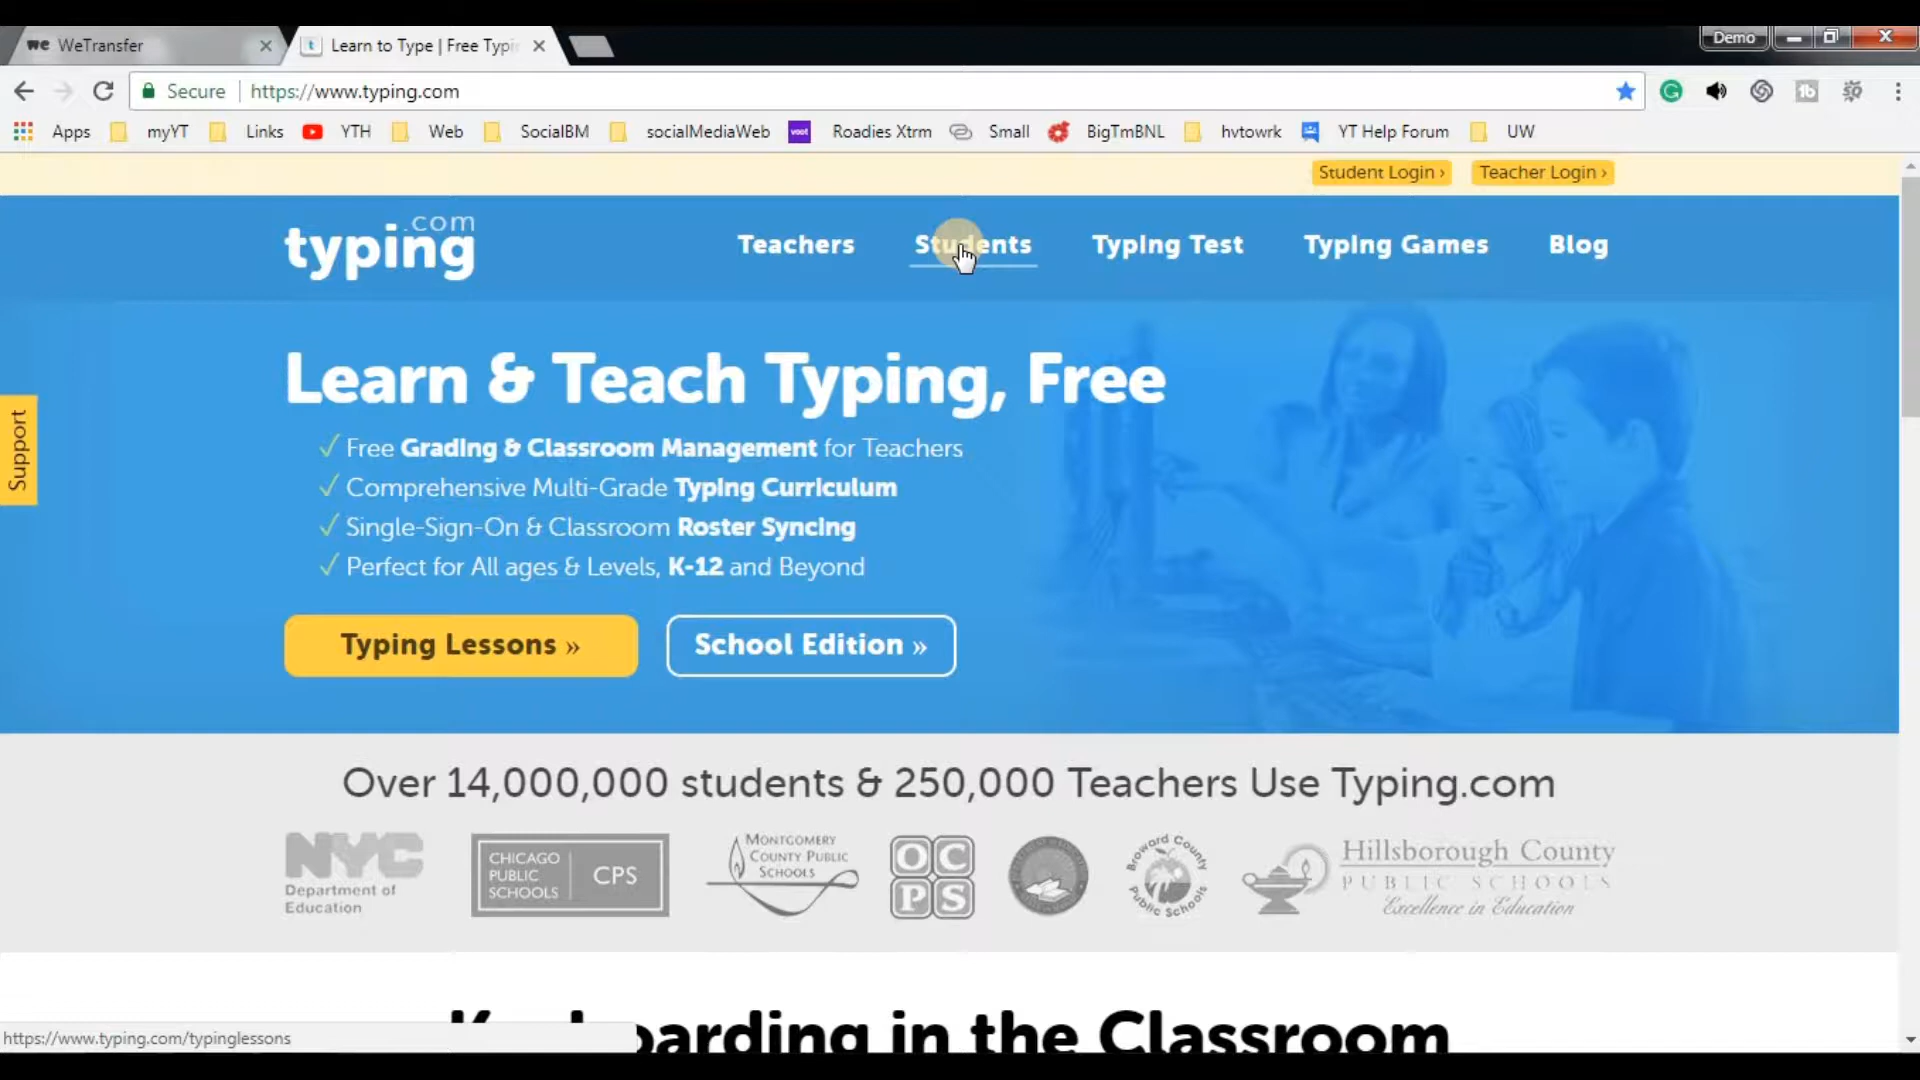 we WeTransfer
t Learn to Type | Free Typi
Demo
Secure https://www.typing.com
Apps myYT Links YTH Web SocialBM socialMediaWeb voot Roadies Xtrm Small BigTmBNL hvtowrk YT Help Forum UW
Student Login › Teacher Login ›
typing.com
Teachers Students Typing Test Typing Games Blog
Learn & Teach Typing, Free
Free Grading & Classroom Management for Teachers
Comprehensive Multi-Grade Typing Curriculum
Single-Sign-On & Classroom Roster Syncing
Perfect for All ages & Levels, K-12 and Beyond
Support
Typing Lessons » School Edition »
Over 14,000,000 students & 250,000 Teachers Use Typing.com
NYC
Department of
Education
CHICAGO
PUBLIC
SCHOOLS
CPS
MONTGOMERY
COUNTY PUBLIC
SCHOOLS
OCPS
Broward County
Public Schools
Hillsborough County
PUBLIC SCHOOLS
Excellence in Education
https://www.typing.com/typinglessons
in the Classroom